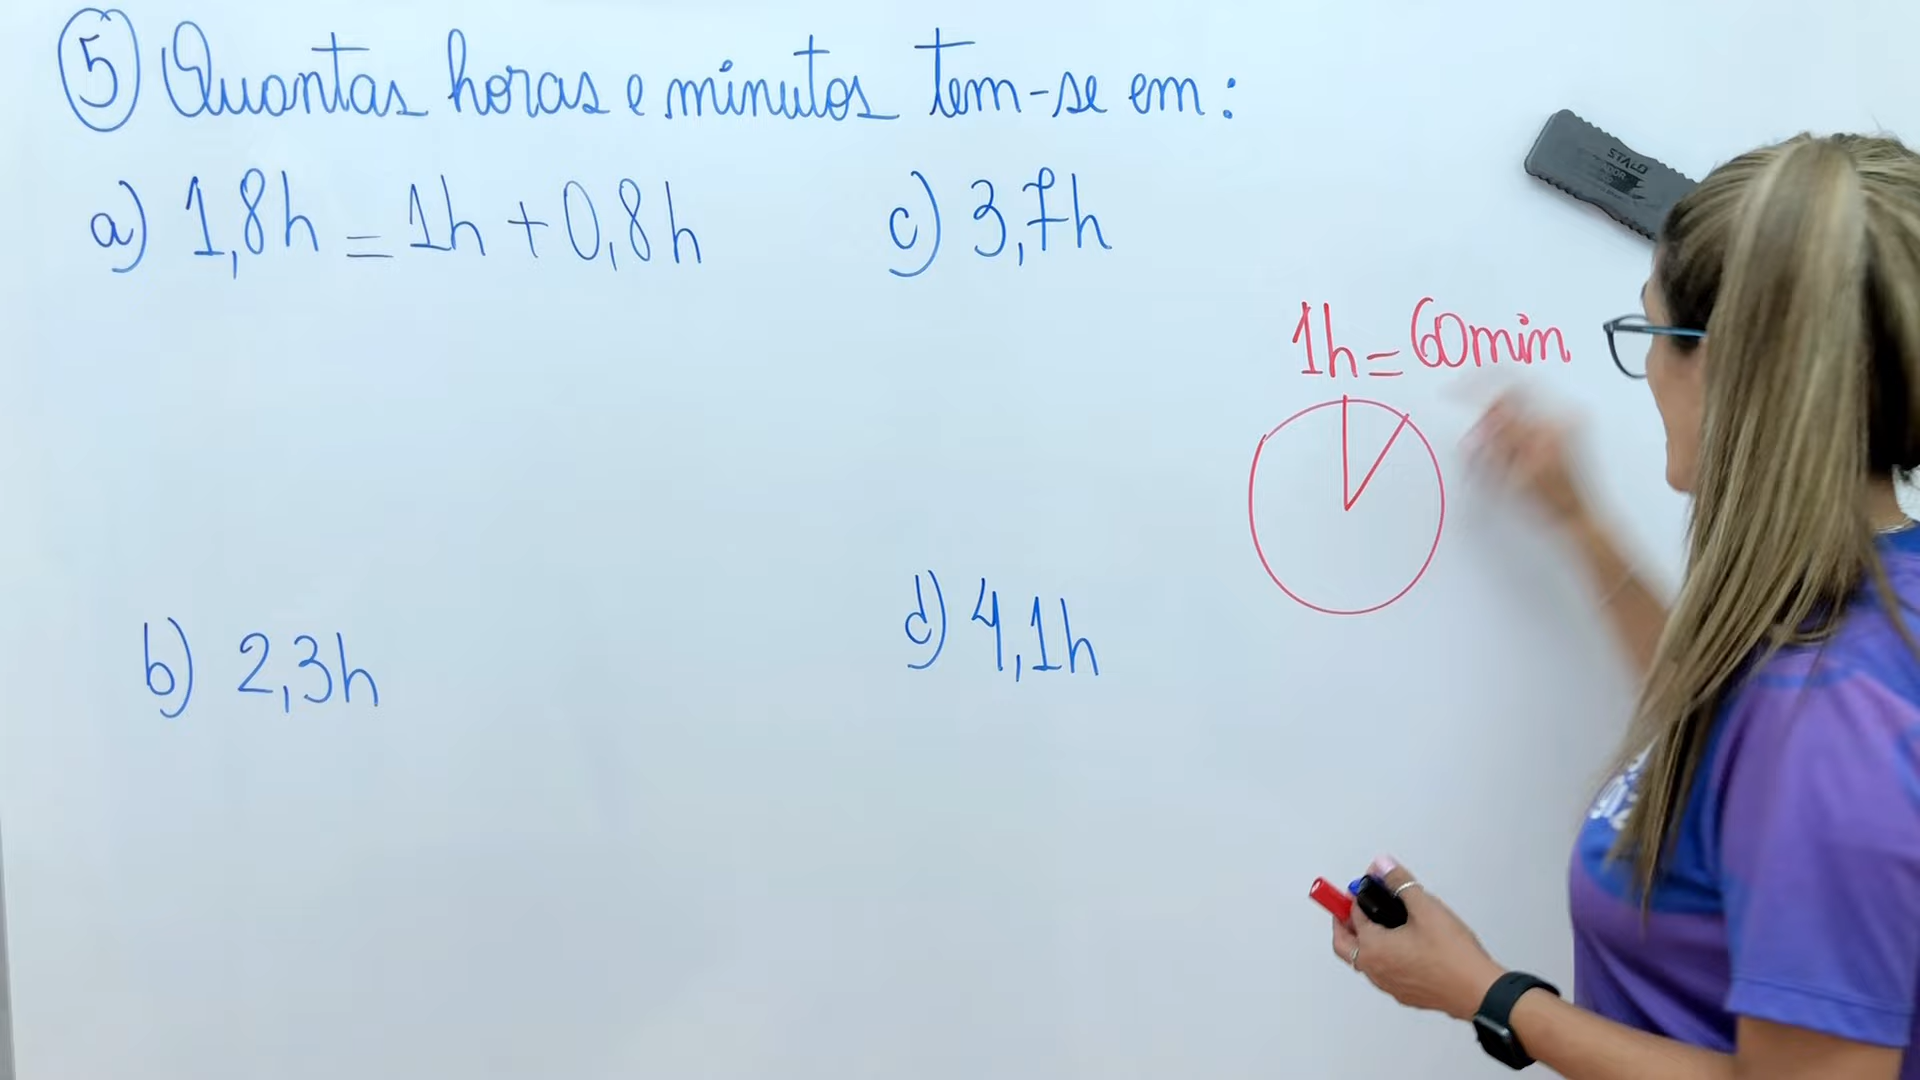 5 Quantas horas e minutos tem-se em:
a) 1,8h = 1h + 0,8h
c) 3,7h
1h = 60min
b) 2,3h
d) 4,1h
STALO